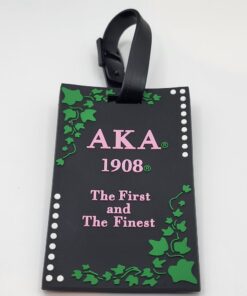 AKA®
1908®
The First
and
The Finest